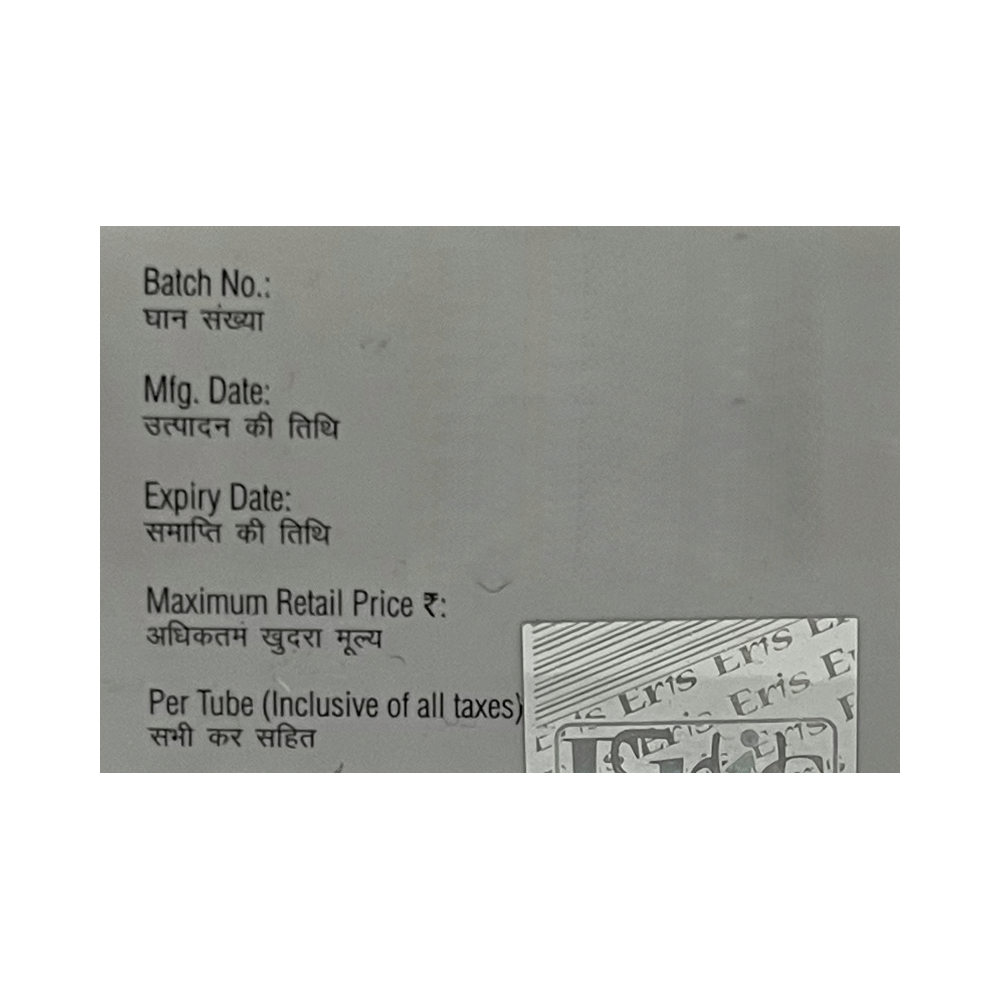 Batch No.:
घान संख्या
Mfg. Date:
उत्पादन की तिथि
Expiry Date:
समाप्ति की तिथि
Maximum Retail Price ₹:
अधिकतम खुदरा मूल्य
Per Tube (Inclusive of all taxes)
सभी कर सहित
Eris Eris
Eris